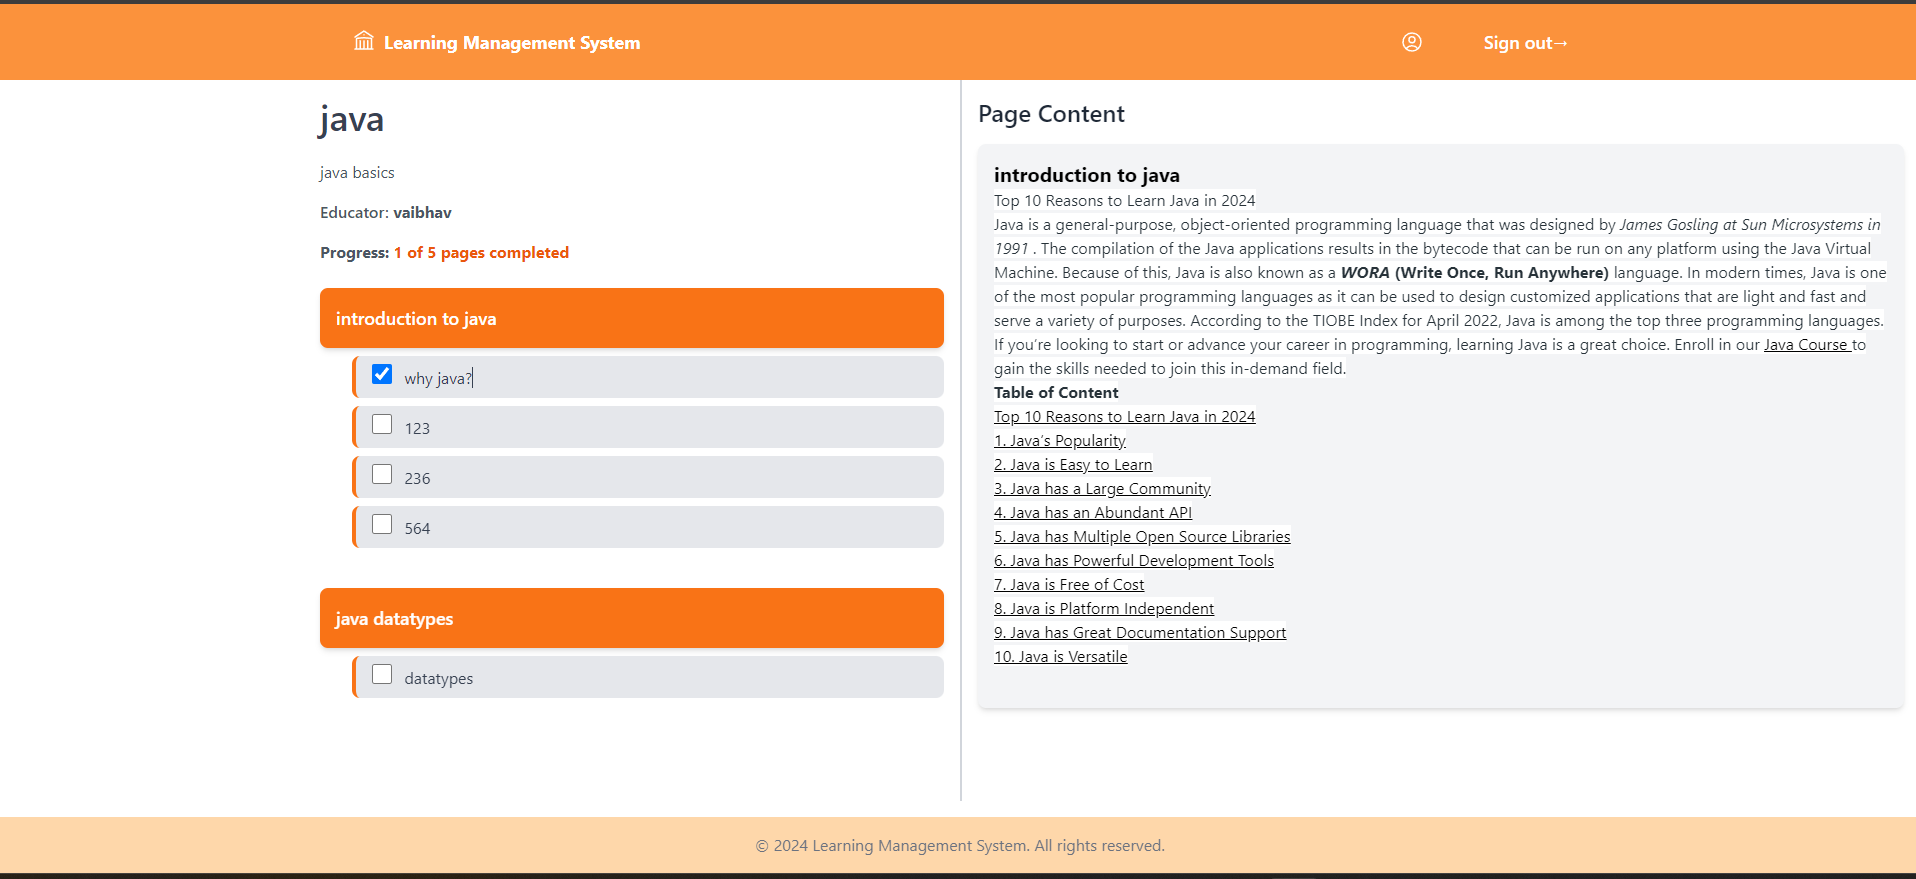 Learning Management System
Sign out→
java
java basics
Educator: vaibhav
Progress: 1 of 5 pages completed
introduction to java
why java?
123
236
564
java datatypes
datatypes
Page Content
introduction to java
Top 10 Reasons to Learn Java in 2024
Java is a general-purpose, object-oriented programming language that was designed by James Gosling at Sun Microsystems in
1991 . The compilation of the Java applications results in the bytecode that can be run on any platform using the Java Virtual
Machine. Because of this, Java is also known as a WORA (Write Once, Run Anywhere) language. In modern times, Java is one
of the most popular programming languages as it can be used to design customized applications that are light and fast and
serve a variety of purposes. According to the TIOBE Index for April 2022, Java is among the top three programming languages.
If you’re looking to start or advance your career in programming, learning Java is a great choice. Enroll in our Java Course to
gain the skills needed to join this in-demand field.
Table of Content
Top 10 Reasons to Learn Java in 2024
1. Java’s Popularity
2. Java is Easy to Learn
3. Java has a Large Community
4. Java has an Abundant API
5. Java has Multiple Open Source Libraries
6. Java has Powerful Development Tools
7. Java is Free of Cost
8. Java is Platform Independent
9. Java has Great Documentation Support
10. Java is Versatile
© 2024 Learning Management System. All rights reserved.